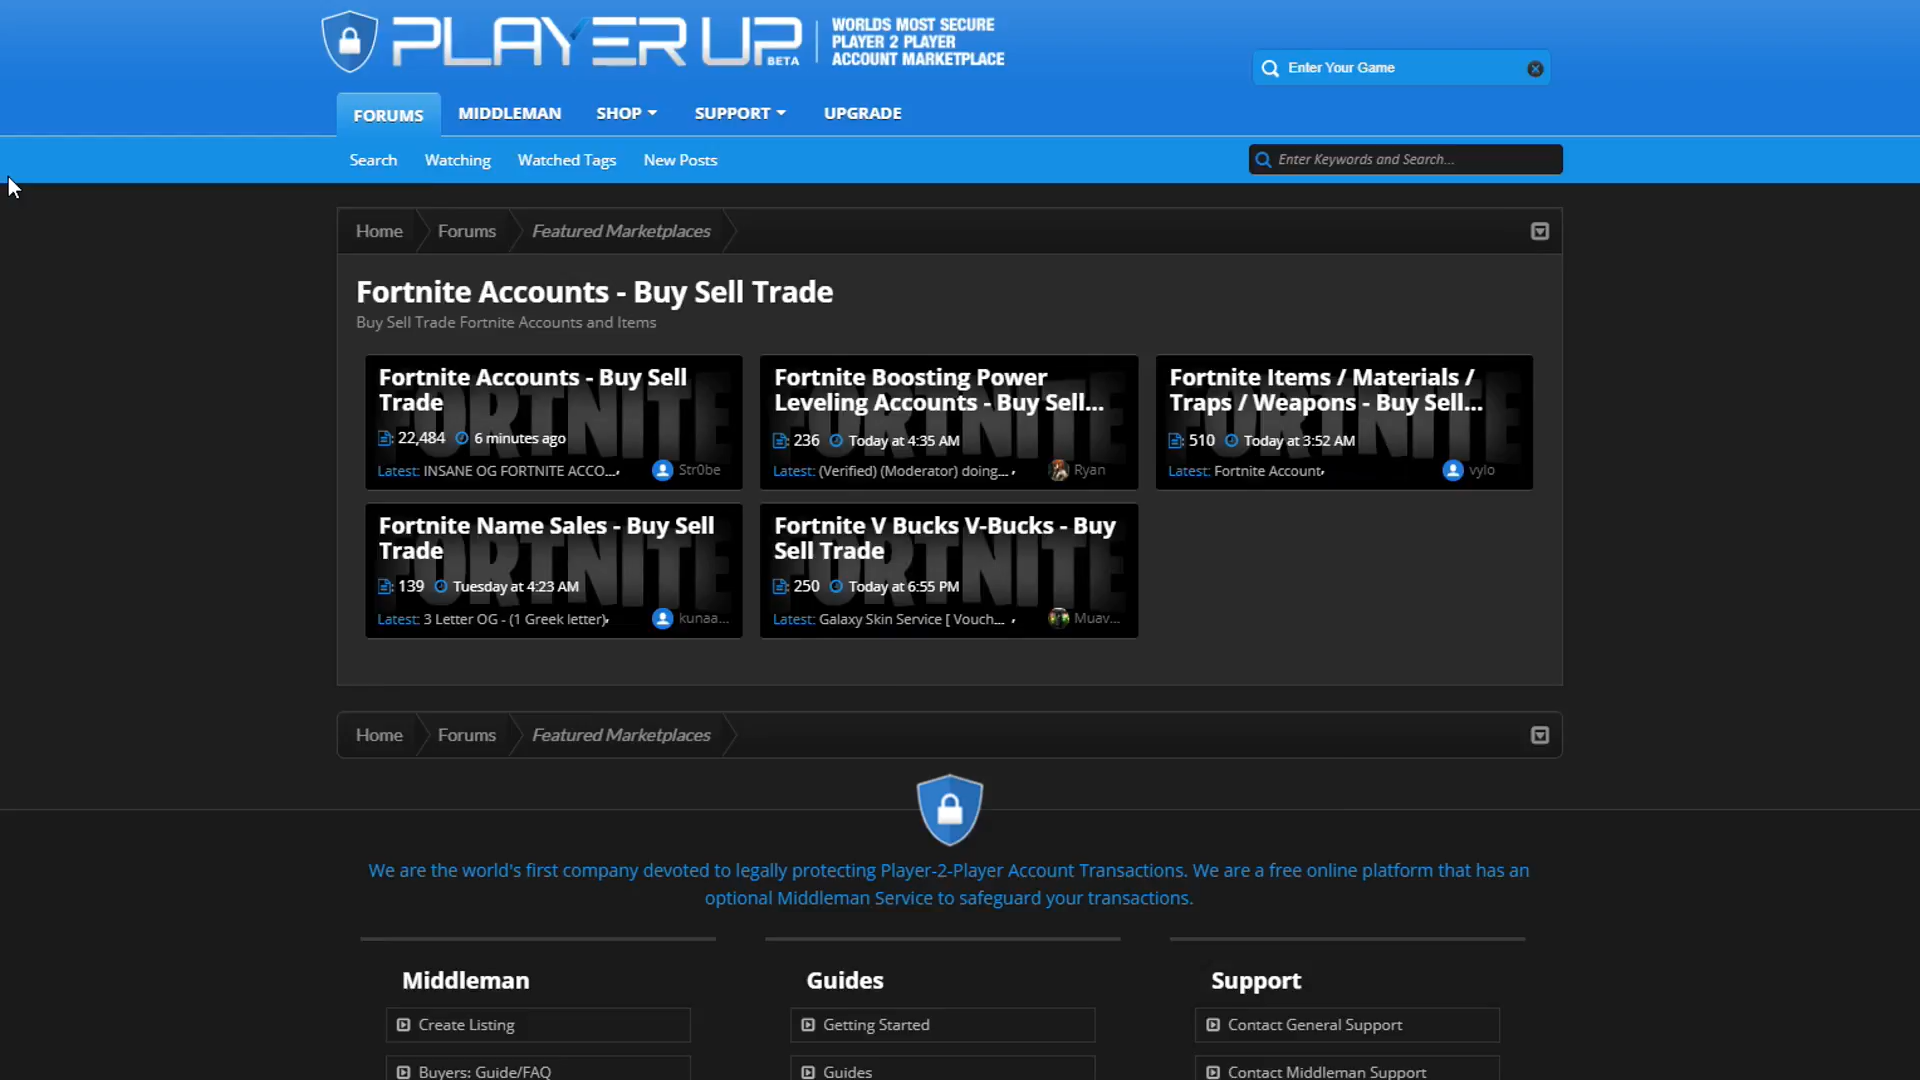 PLAYERUP BETA
WORLDS MOST SECURE
PLAYER 2 PLAYER
ACCOUNT MARKETPLACE
Enter Your Game
FORUMS MIDDLEMAN SHOP SUPPORT UPGRADE
Search Watching Watched Tags New Posts
Enter Keywords and Search...
Home Forums Featured Marketplaces
Fortnite Accounts - Buy Sell Trade
Buy Sell Trade Fortnite Accounts and Items
Fortnite Accounts - Buy Sell
Trade
22,484 6 minutes ago
Latest: INSANE OG FORTNITE ACCO... Str0be
Fortnite Boosting Power
Leveling Accounts - Buy Sell...
236 Today at 4:35 AM
Latest: (Verified) (Moderator) doing... Ryan
Fortnite Items / Materials /
Traps / Weapons - Buy Sell...
510 Today at 3:52 AM
Latest: Fortnite Account vylo
Fortnite Name Sales - Buy Sell
Trade
139 Tuesday at 4:23 AM
Latest: 3 Letter OG - (1 Greek letter) kunaa...
Fortnite V Bucks V-Bucks - Buy
Sell Trade
250 Today at 6:55 PM
Latest: Galaxy Skin Service [ Vouch... Muav...
FORTNITE
FORTNITE
FORTNITE
FORTNITE
FORTNITE
Home Forums Featured Marketplaces
We are the world's first company devoted to legally protecting Player-2-Player Account Transactions. We are a free online platform that has an
optional Middleman Service to safeguard your transactions.
Middleman
Create Listing
Buyers: Guide/FAQ
Guides
Getting Started
Guides
Support
Contact General Support
Contact Middleman Support